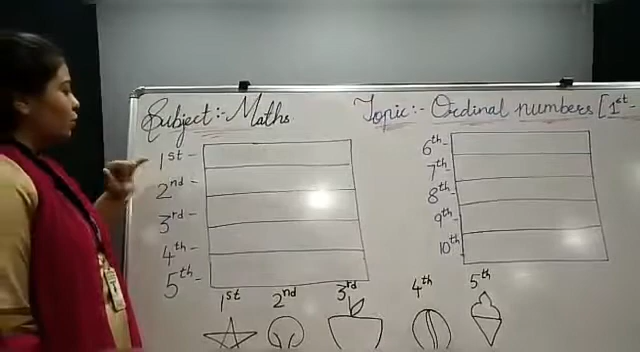 Subject:- Maths
Topic:- Ordinal numbers [1st
1st -
2nd -
3rd -
4th -
5th -
6th -
7th -
8th -
9th -
10th
1st 2nd 3rd 4th 5th